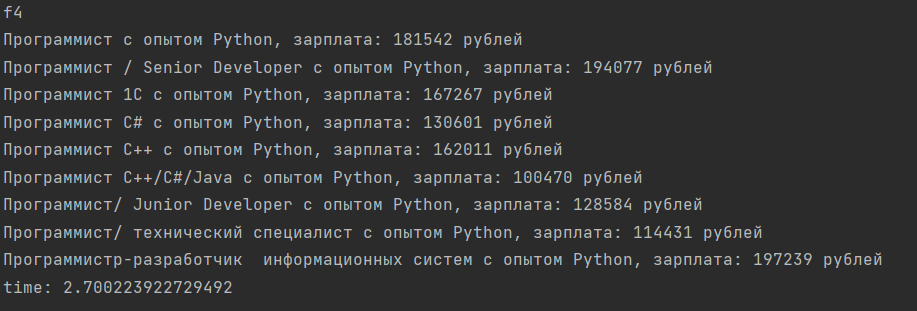 f4
Программист с опытом Python, зарплата: 181542 рублей
Программист / Senior Developer с опытом Python, зарплата: 194077 рублей
Программист 1С с опытом Python, зарплата: 167267 рублей
Программист C# с опытом Python, зарплата: 130601 рублей
Программист C++ с опытом Python, зарплата: 162011 рублей
Программист C++/C#/Java с опытом Python, зарплата: 100470 рублей
Программист/ Junior Developer с опытом Python, зарплата: 128584 рублей
Программист/ технический специалист с опытом Python, зарплата: 114431 рублей
Программистр-разработчик  информационных систем с опытом Python, зарплата: 197239 рублей
time: 2.700223922729492